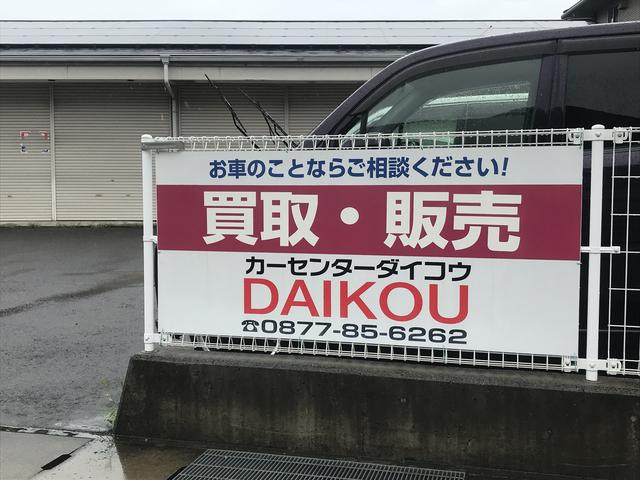 お車のことならご相談ください!
買取・販売
カーセンターダイコウ
DAIKOU
☎0877-85-6262